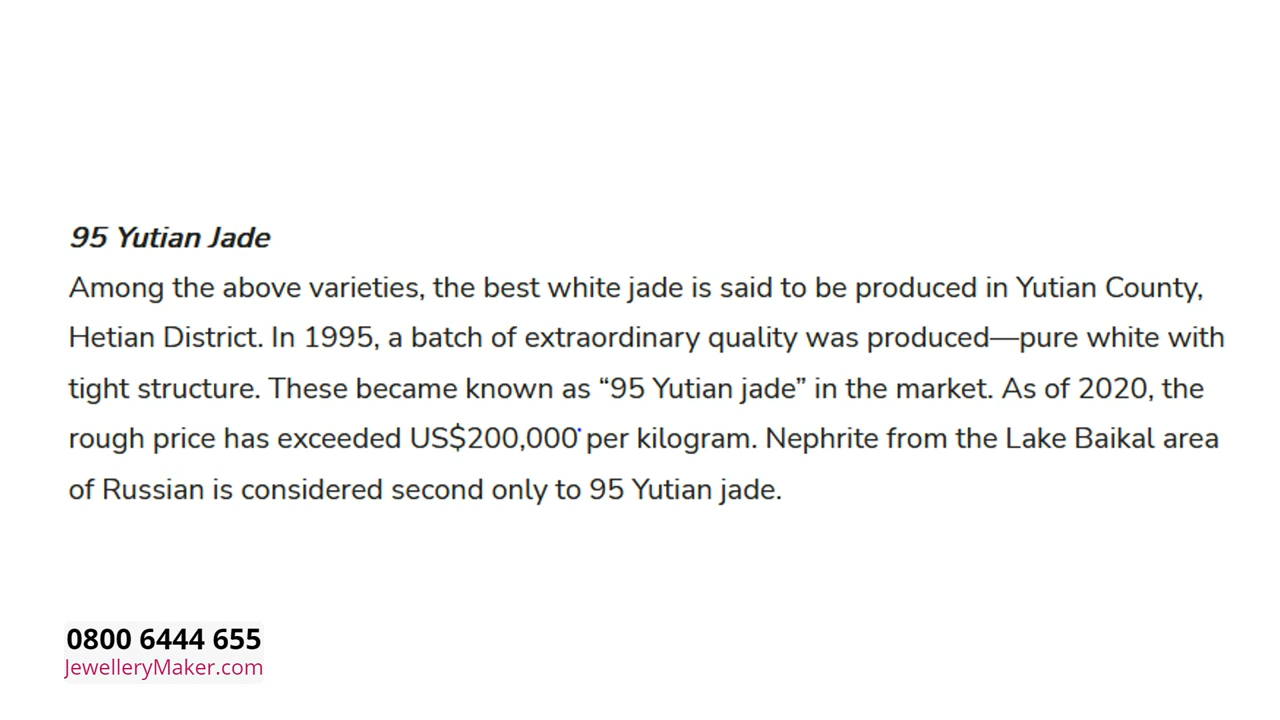 95 Yutian Jade
Among the above varieties, the best white jade is said to be produced in Yutian County,
Hetian District. In 1995, a batch of extraordinary quality was produced—pure white with
tight structure. These became known as “95 Yutian jade” in the market. As of 2020, the
rough price has exceeded US$200,000 per kilogram. Nephrite from the Lake Baikal area
of Russian is considered second only to 95 Yutian jade.
0800 6444 655
JewelleryMaker.com